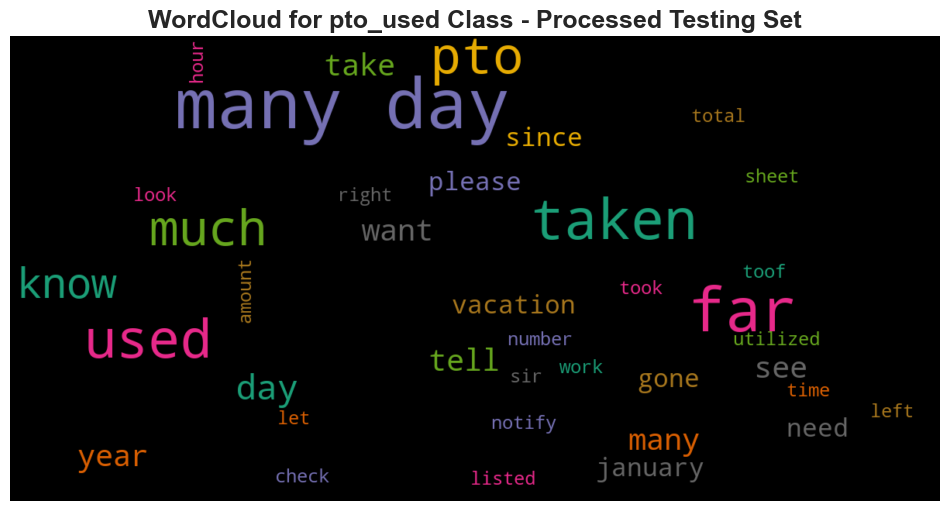 WordCloud for pto_used Class - Processed Testing Set
hour
take
pto
many day
since
total
please
sheet
look
right
much
want
taken
know
amount
toof
took
far
vacation
used
number
utilized
tell
sir
work
see
day
gone
time
let
notify
left
need
many
year
january
check
listed